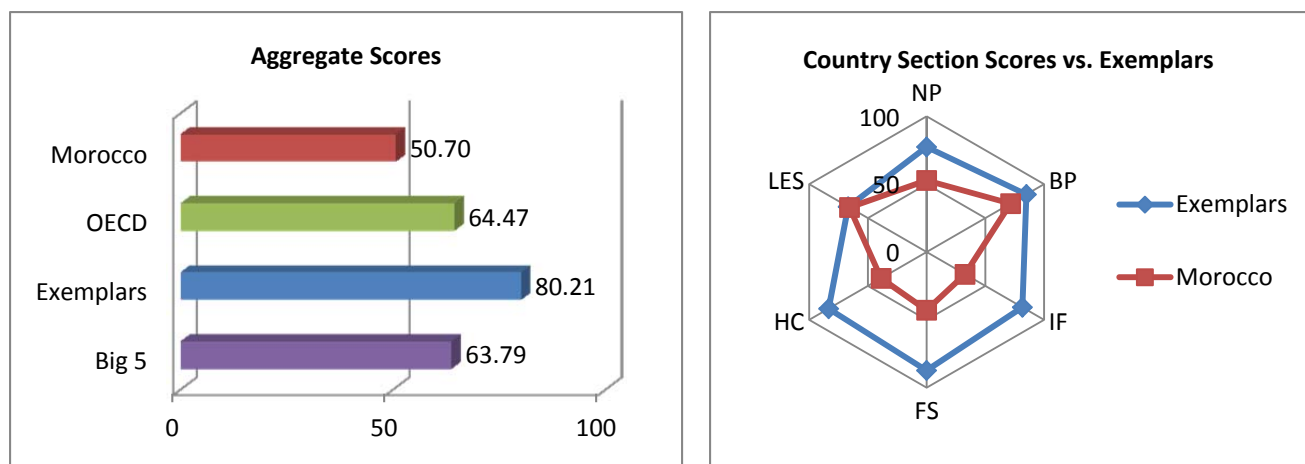 Aggregate Scores
Morocco
50.70
OECD
64.47
Exemplars
80.21
Big 5
63.79
0
50
100
Country Section Scores vs. Exemplars
NP
100
LES
50
BP
0
HC
IF
FS
Exemplars
Morocco